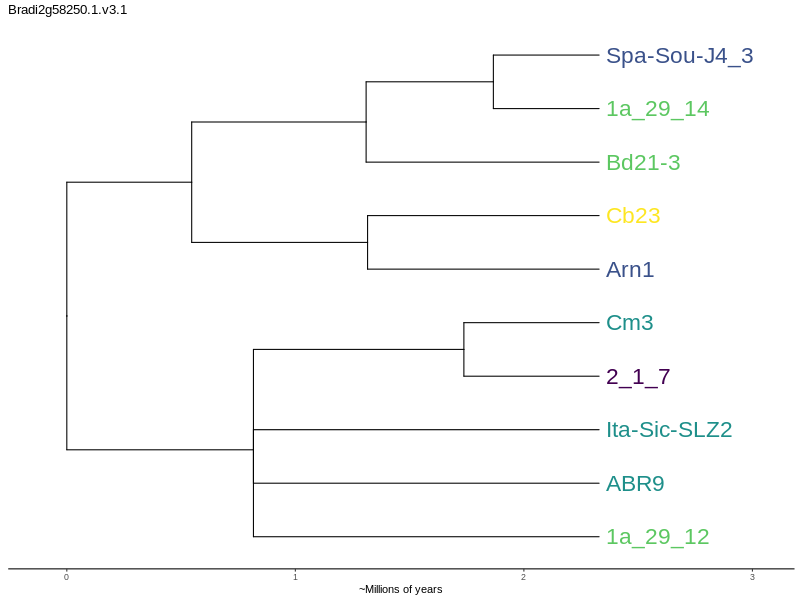 Bradi2g58250.1.v3.1
Spa-Sou-J4_3
1a_29_14
Bd21-3
Cb23
Arn1
Cm3
2_1_7
Ita-Sic-SLZ2
ABR9
1a_29_12
0 1 2 3
~Millions of years